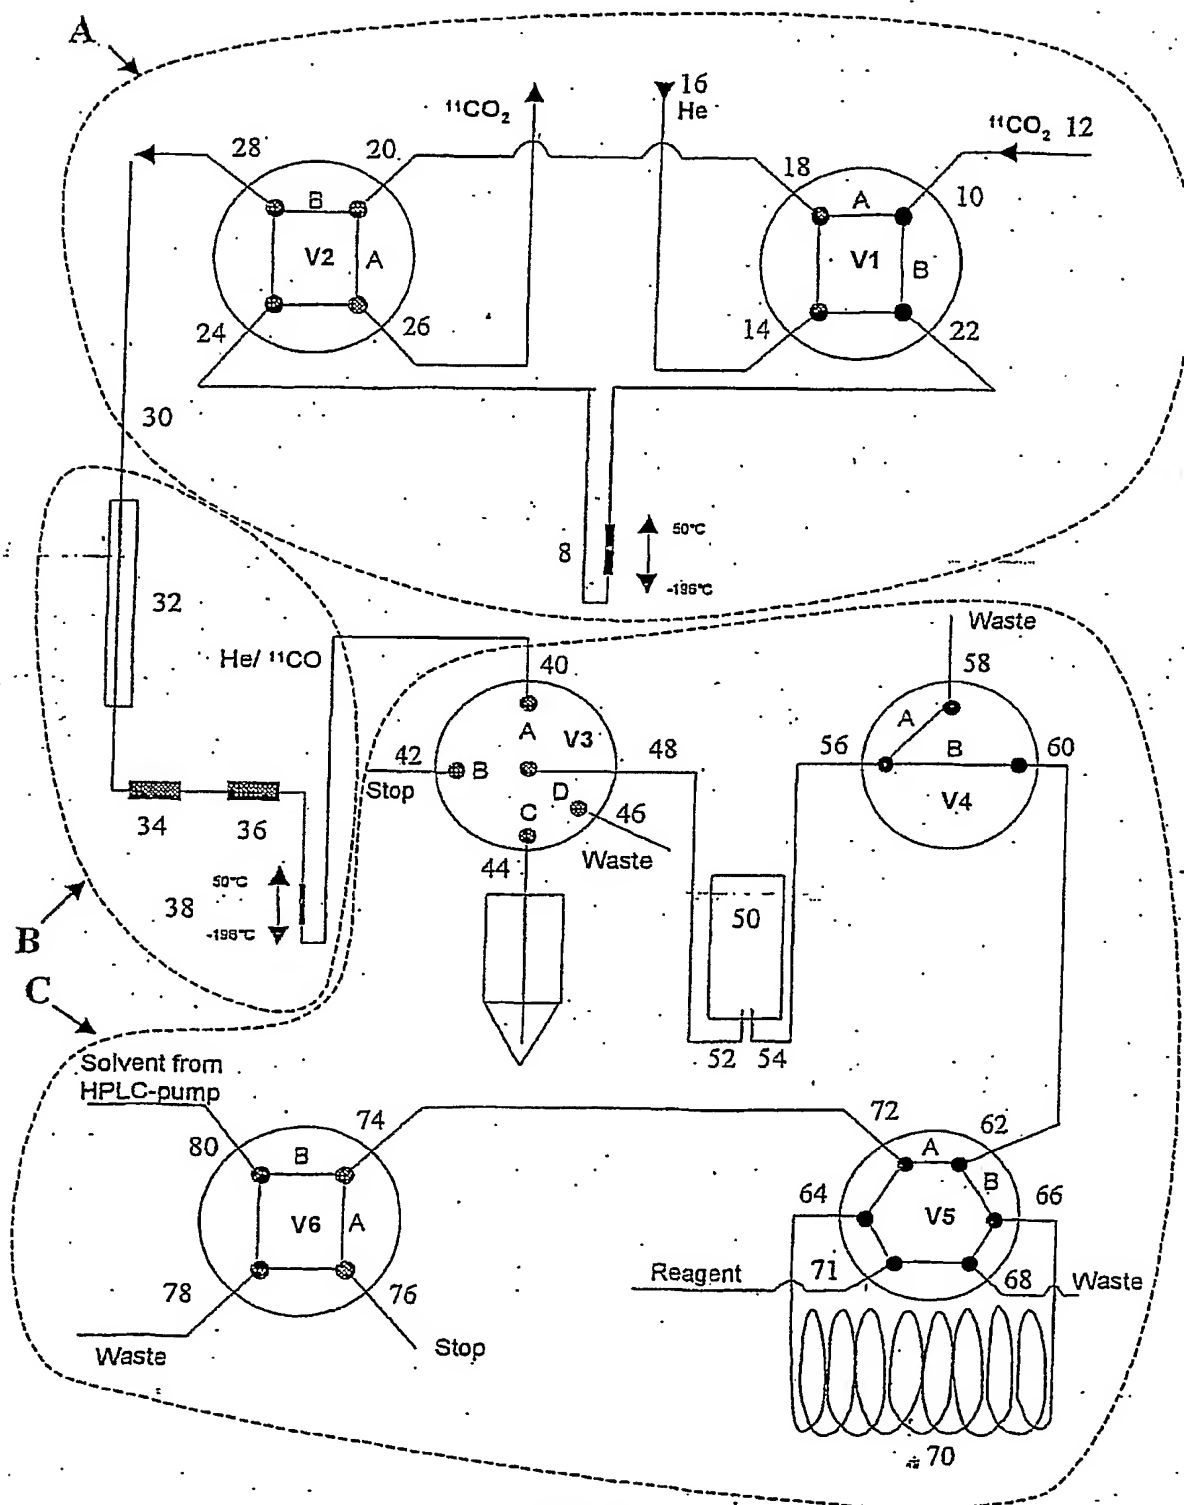 A
16
¹¹CO₂
He
¹¹CO₂ 12
28
20
18
10
B
A
V2
A
V1
B
24
26
14
22
30
8
50°C
-196°C
32
Waste
He/ ¹¹CO
40
58
A
V3
A
42
B
48
56
B
60
Stop
D
V4
C
46
34
36
44
Waste
50°C
38
50
-196°C
B
C
52
54
Solvent from
HPLC-pump
74
72
62
80
B
A
B
64
66
V6
A
V5
Reagent
71
78
76
68
Waste
Waste
Stop
70